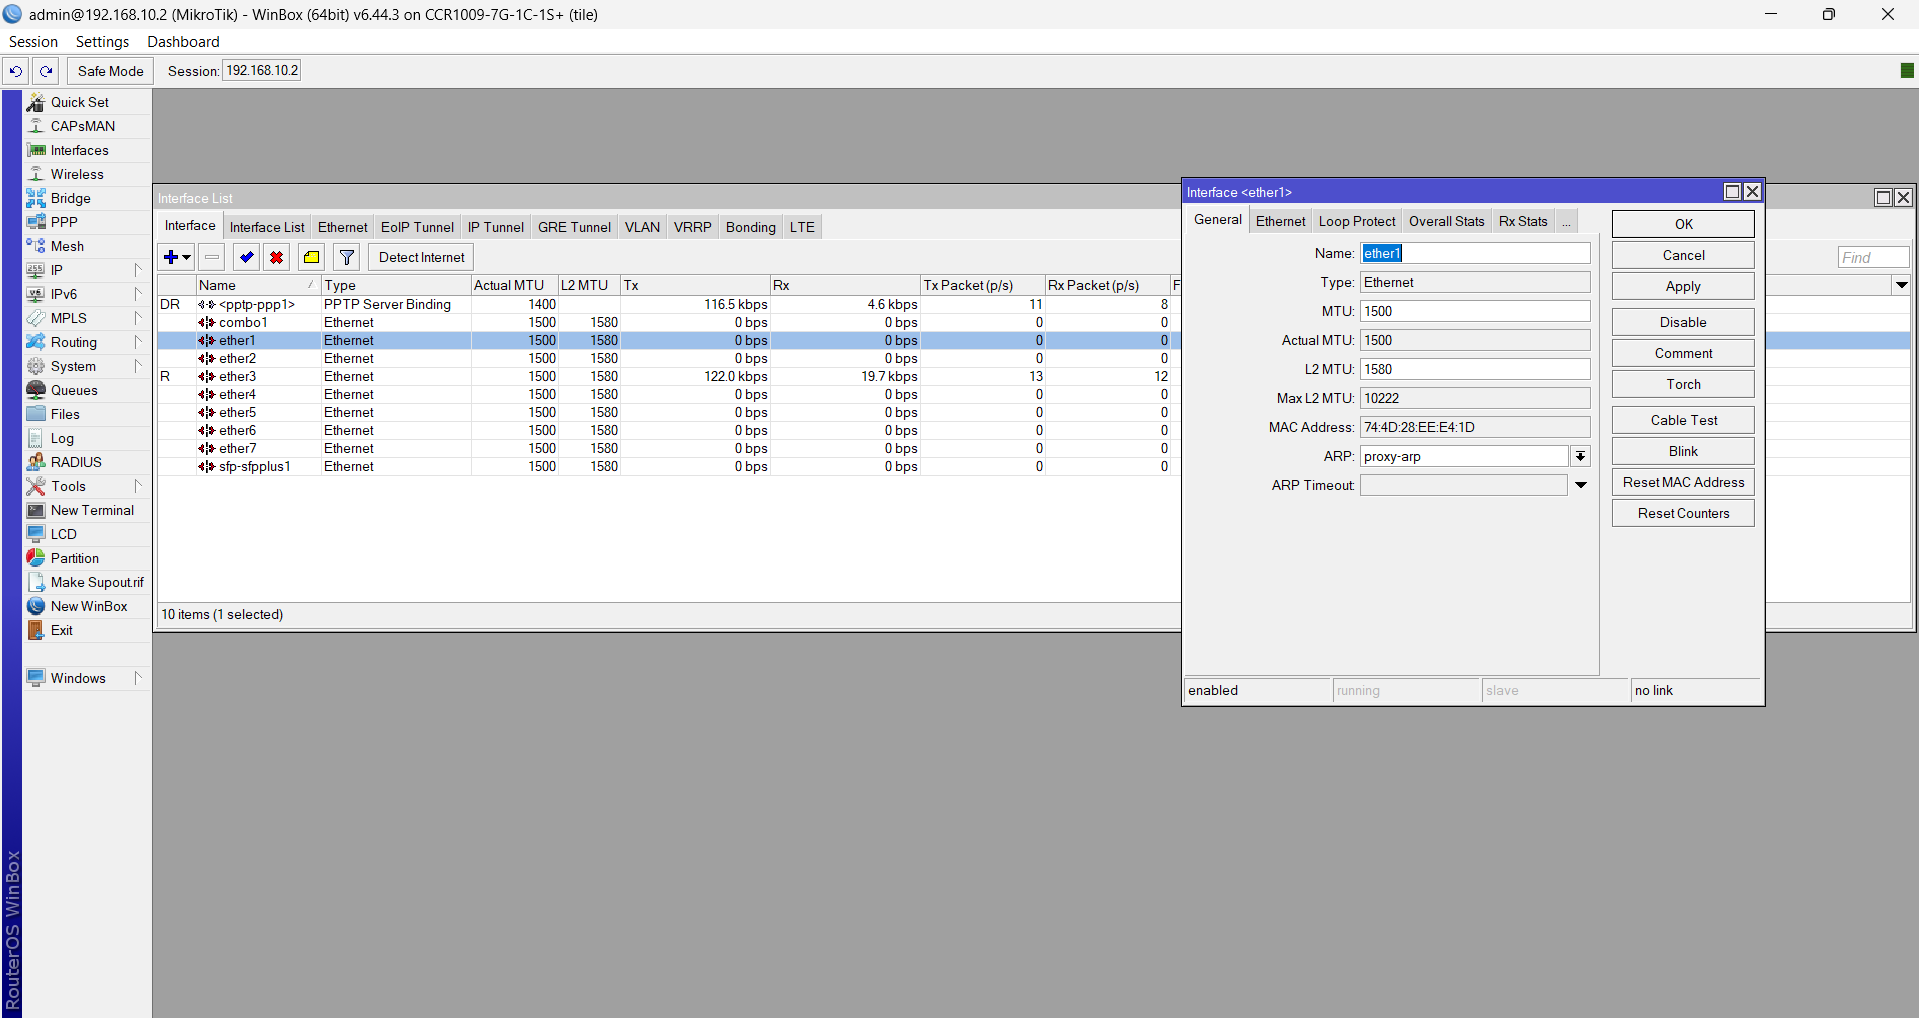 admin@192.168.10.2 (MikroTik) - WinBox (64bit) v6.44.3 on CCR1009-7G-1C-1S+ (tile)
Session Settings Dashboard
Safe Mode Session: 192.168.10.2
Quick Set
CAPsMAN
Interfaces
Wireless
Bridge
PPP
Mesh
IP
IPv6
MPLS
Routing
System
Queues
Files
Log
RADIUS
Tools
New Terminal
LCD
Partition
Make Supout.rif
New WinBox
Exit
Windows
RouterOS WinBox
Interface List
Interface Interface List Ethernet EoIP Tunnel IP Tunnel GRE Tunnel VLAN VRRP Bonding LTE
Detect Internet
Find
Name Type Actual MTU L2 MTU Tx Rx Tx Packet (p/s) Rx Packet (p/s) F
DR <pptp-ppp1> PPTP Server Binding 1400 116.5 kbps 4.6 kbps 11 8
combo1 Ethernet 1500 1580 0 bps 0 bps 0 0
ether1 Ethernet 1500 1580 0 bps 0 bps 0 0
ether2 Ethernet 1500 1580 0 bps 0 bps 0 0
R ether3 Ethernet 1500 1580 122.0 kbps 19.7 kbps 13 12
ether4 Ethernet 1500 1580 0 bps 0 bps 0 0
ether5 Ethernet 1500 1580 0 bps 0 bps 0 0
ether6 Ethernet 1500 1580 0 bps 0 bps 0 0
ether7 Ethernet 1500 1580 0 bps 0 bps 0 0
sfp-sfpplus1 Ethernet 1500 1580 0 bps 0 bps 0 0
10 items (1 selected)
Interface <ether1>
General Ethernet Loop Protect Overall Stats Rx Stats ...
Name: ether1
Type: Ethernet
MTU: 1500
Actual MTU: 1500
L2 MTU: 1580
Max L2 MTU: 10222
MAC Address: 74:4D:28:EE:E4:1D
ARP: proxy-arp
ARP Timeout:
OK
Cancel
Apply
Disable
Comment
Torch
Cable Test
Blink
Reset MAC Address
Reset Counters
enabled running slave no link